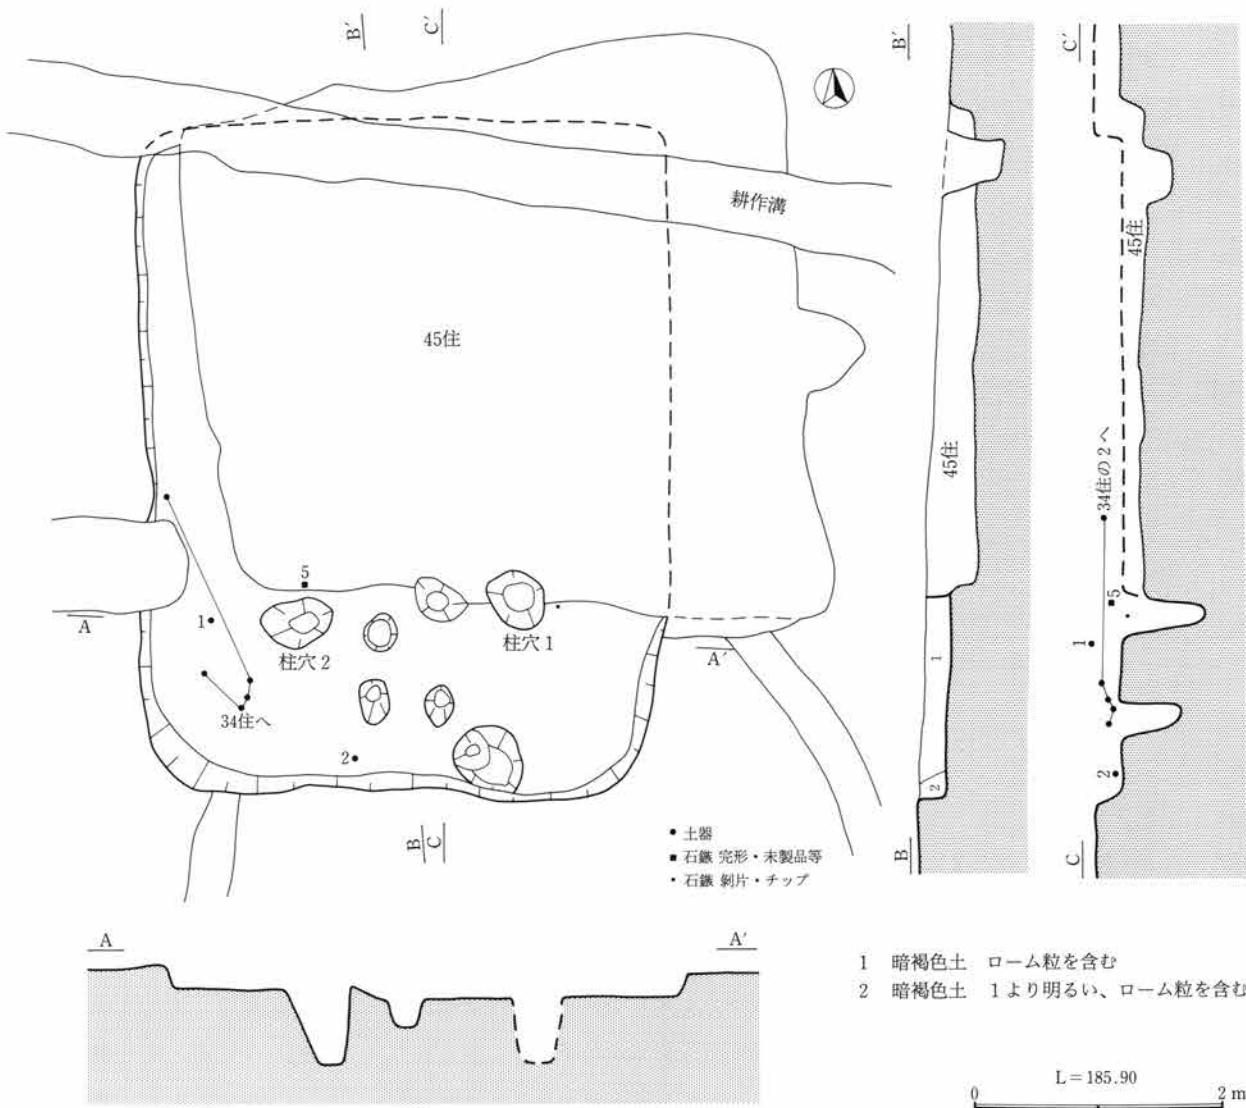 B′ C′
B′
C′
耕作溝
45住
45住
45住
34住の2へ
5
1
柱穴2
柱穴1
A
A′
34住へ
2
5
1
2
1
2
B
C
B
C
● 土器
■ 石鏃 完形・未製品等
・ 石鏃 剝片・チップ
A
A′
1 暗褐色土 ローム粒を含む
2 暗褐色土 1より明るい、ローム粒を含む
L=185.90
0 2m